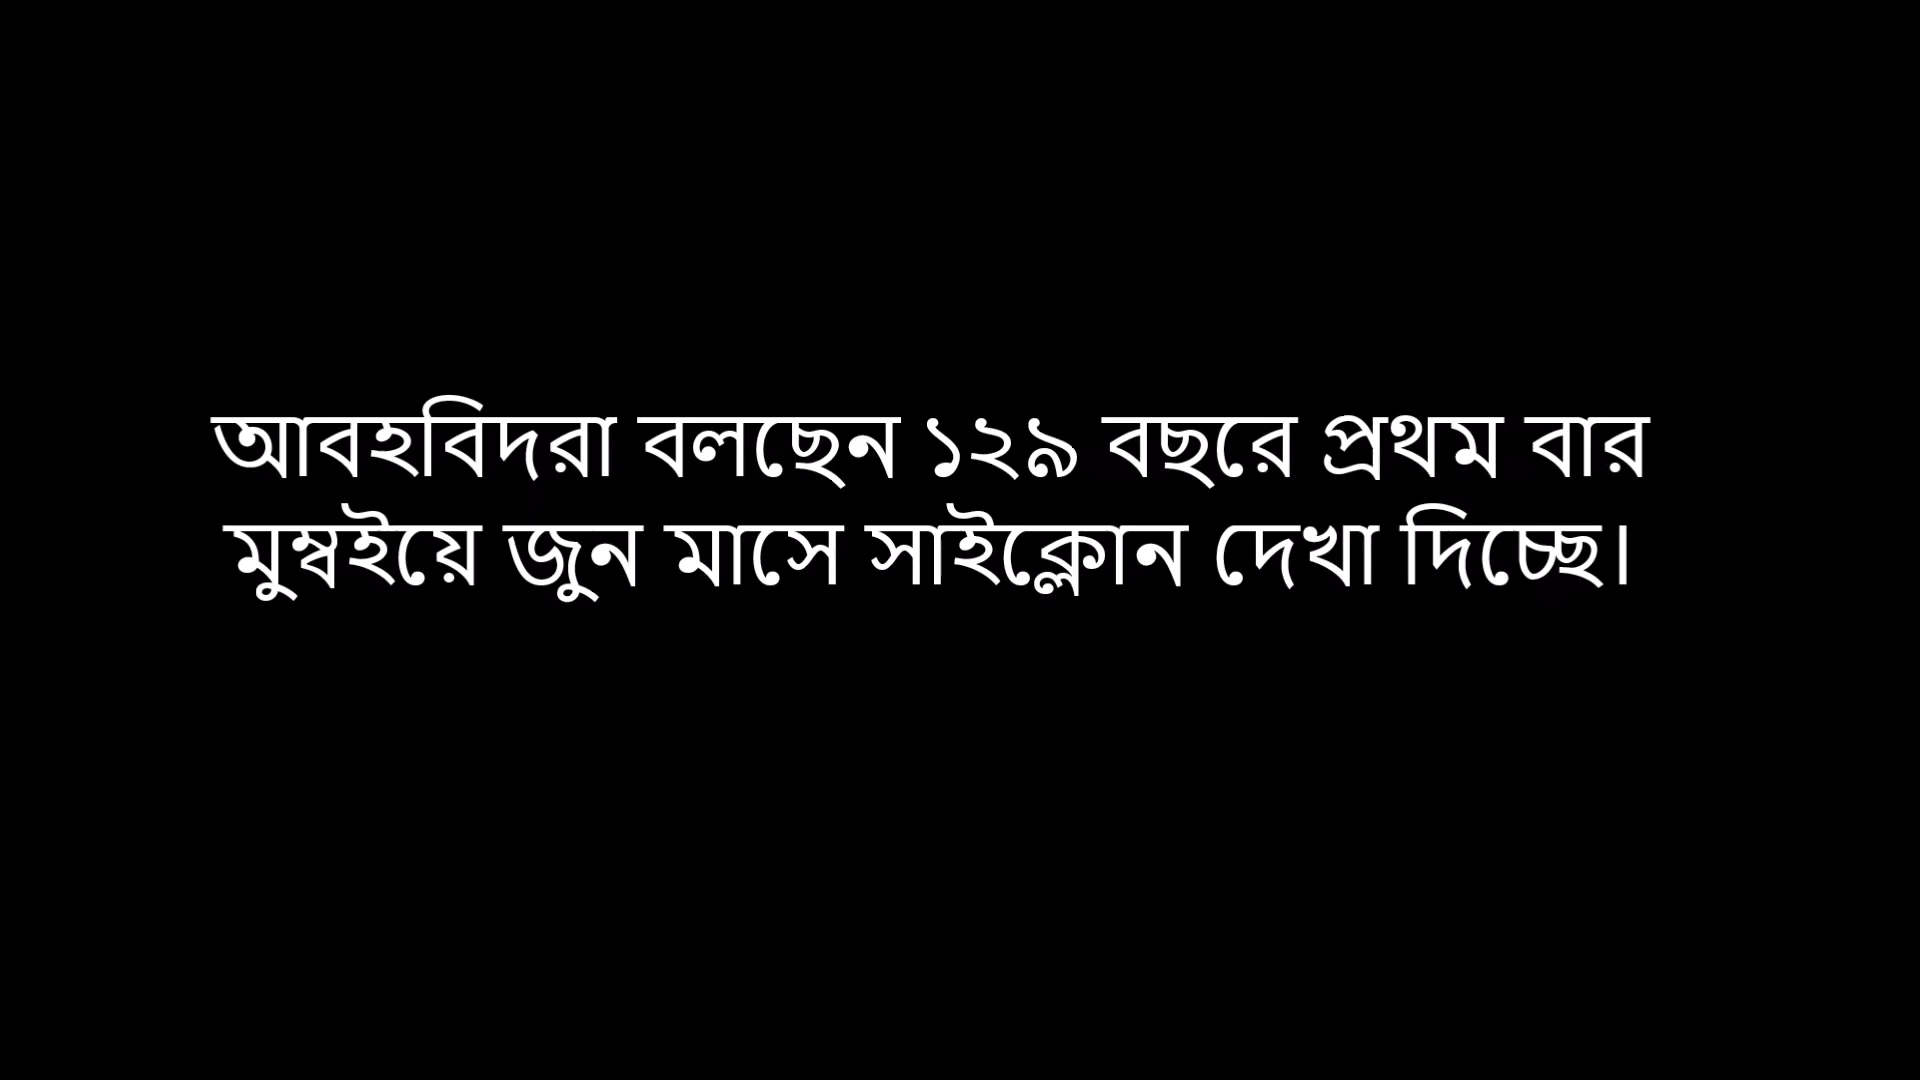 আবহবিদরা বলছেন ১২৯ বছরে প্রথম বার
মুম্বইয়ে জুন মাসে সাইক্লোন দেখা দিচ্ছে।